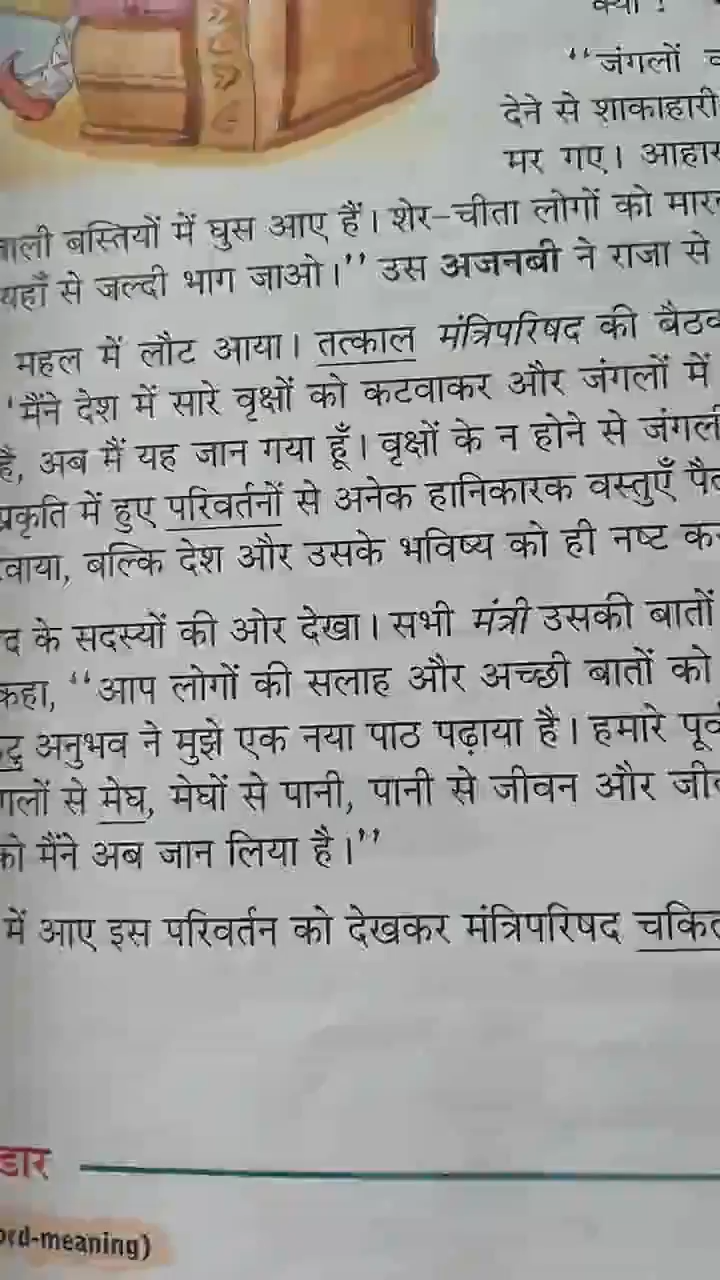 क्या !
“जंगलों
देने से शाकाहारी
मर गए। आहार
वाली बस्तियों में घुस आए हैं। शेर-चीता लोगों को मार
यहाँ से जल्दी भाग जाओ।” उस अजनबी ने राजा से
महल में लौट आया। तत्काल मंत्रिपरिषद की बैठक
‘मैंने देश में सारे वृक्षों को कटवाकर और जंगलों में
है, अब मैं यह जान गया हूँ। वृक्षों के न होने से जंगली
प्रकृति में हुए परिवर्तनों से अनेक हानिकारक वस्तुएँ पै
वाया, बल्कि देश और उसके भविष्य को ही नष्ट क
द के सदस्यों की ओर देखा। सभी मंत्री उसकी बातों
कहा, “आप लोगों की सलाह और अच्छी बातों को
टु अनुभव ने मुझे एक नया पाठ पढ़ाया है। हमारे पूर्व
गलों से मेघ, मेघों से पानी, पानी से जीवन और जी
को मैंने अब जान लिया है।”
में आए इस परिवर्तन को देखकर मंत्रिपरिषद चकित
डार
ord-meaning)